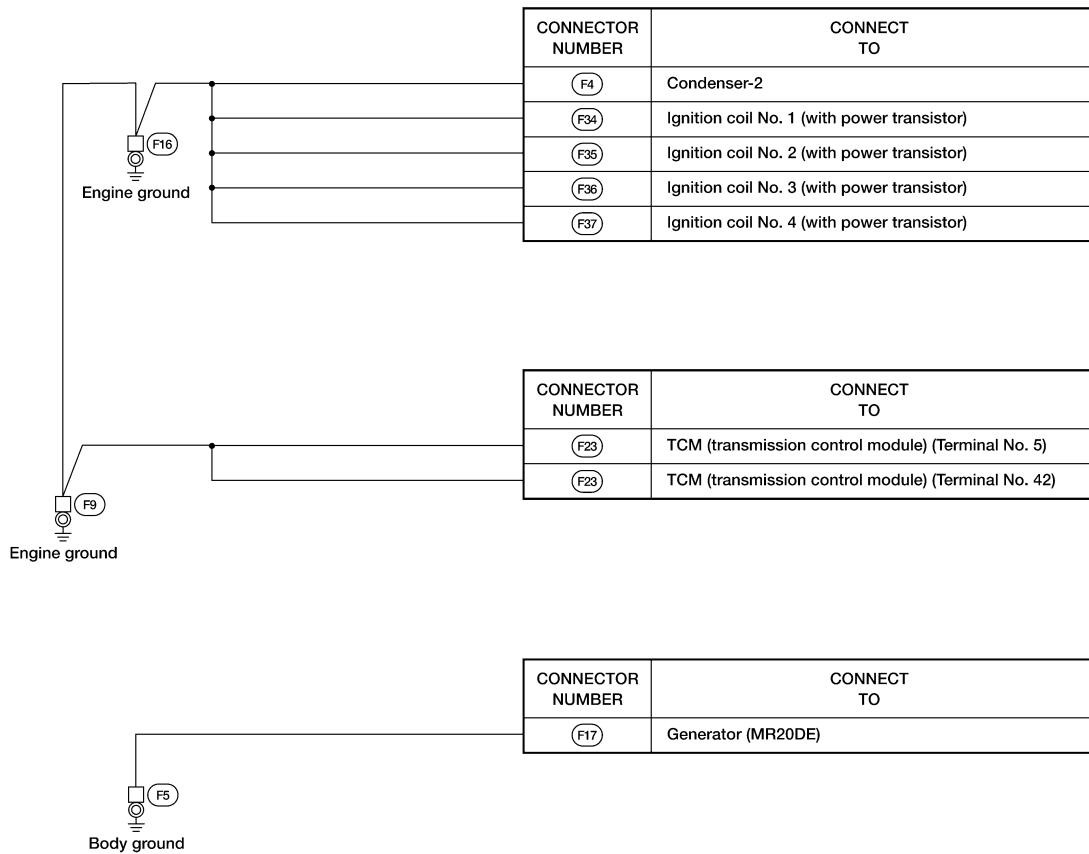 CONNECTOR NUMBER CONNECT TO
F4 Condenser-2
F34 Ignition coil No. 1 (with power transistor)
F16
F35 Ignition coil No. 2 (with power transistor)
Engine ground
F36 Ignition coil No. 3 (with power transistor)
F37 Ignition coil No. 4 (with power transistor)
CONNECTOR NUMBER CONNECT TO
F23 TCM (transmission control module) (Terminal No. 5)
F23 TCM (transmission control module) (Terminal No. 42)
F9
Engine ground
CONNECTOR NUMBER CONNECT TO
F17 Generator (MR20DE)
F5
Body ground